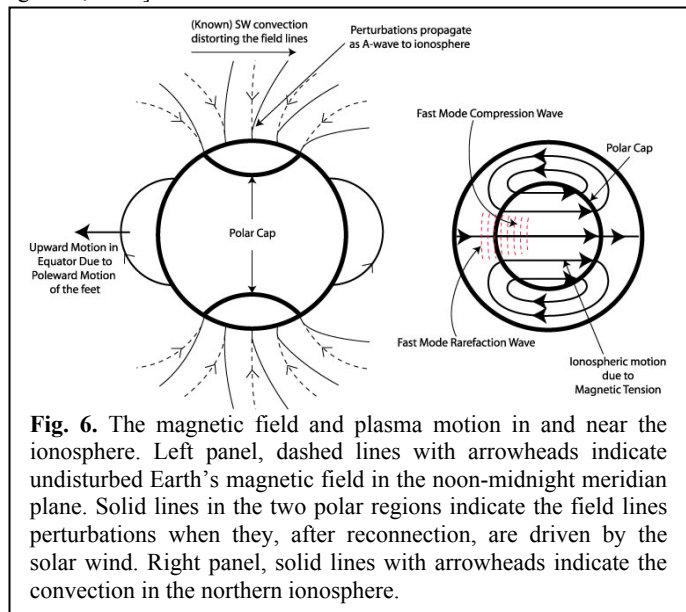 (Known) SW convection
distorting the field lines
Perturbations propagate
as A-wave to ionosphere
Fast Mode Compression Wave
Polar Cap
Polar Cap
Upward Motion in
Equator Due to
Poleward Motion
of the feet
Fast Mode Rarefaction Wave
Ionospheric motion
due to
Magnetic Tension
Fig. 6. The magnetic field and plasma motion in and near the
ionosphere. Left panel, dashed lines with arrowheads indicate
undisturbed Earth's magnetic field in the noon-midnight meridian
plane. Solid lines in the two polar regions indicate the field lines
perturbations when they, after reconnection, are driven by the
solar wind. Right panel, solid lines with arrowheads indicate the
convection in the northern ionosphere.